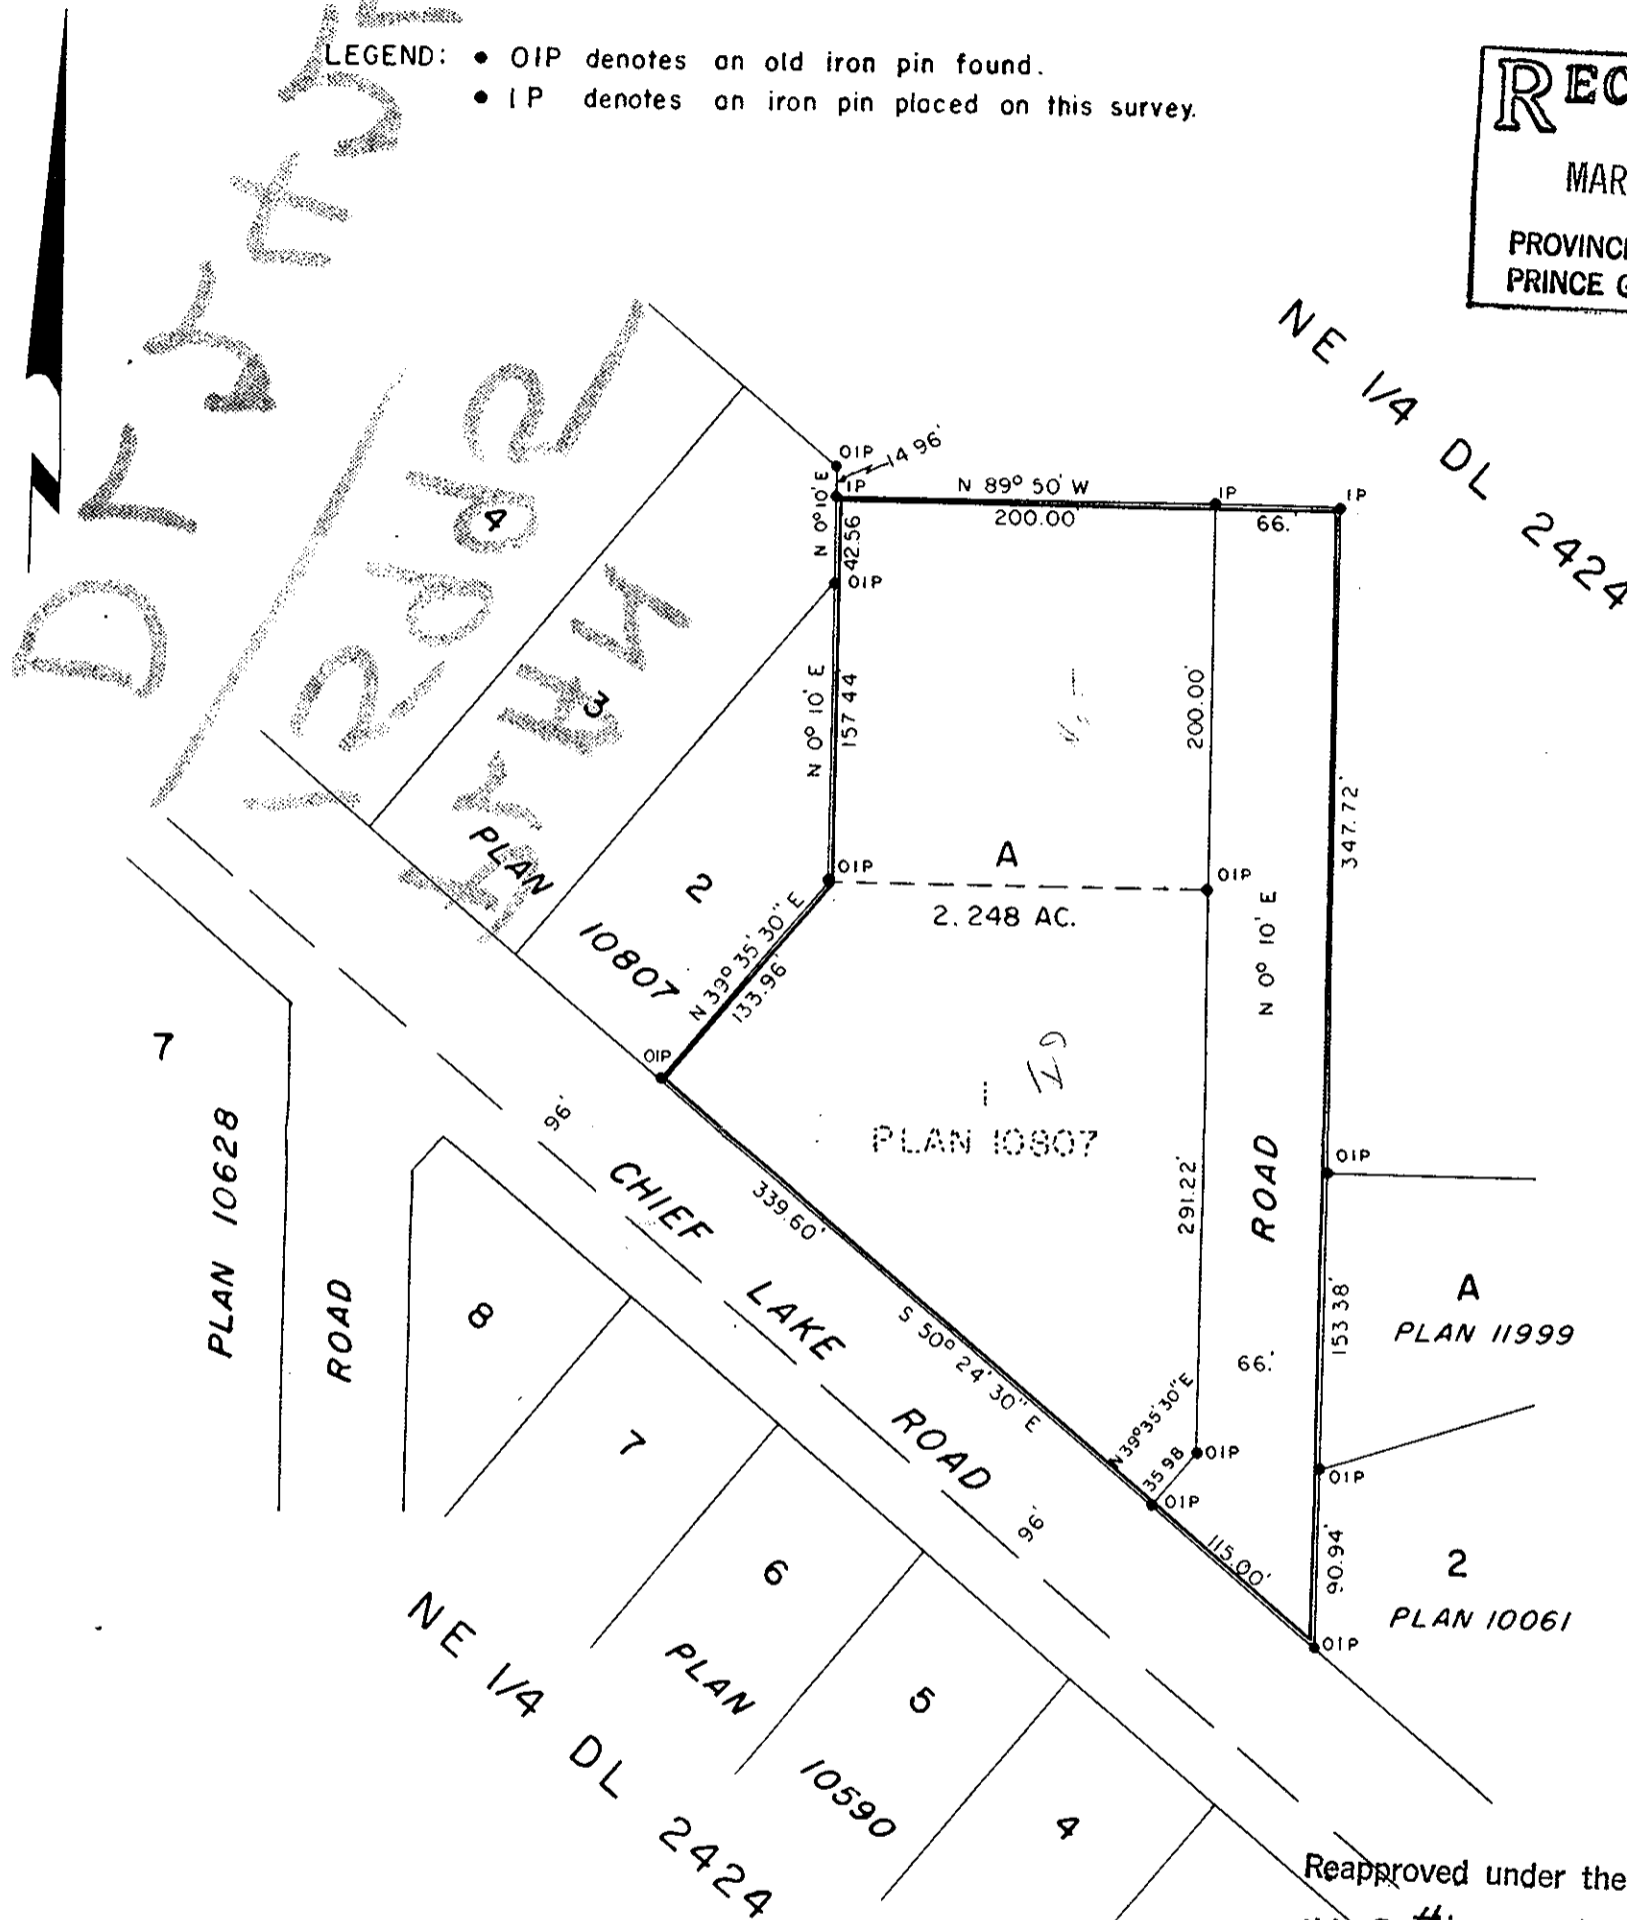 LEGEND: ● OIP denotes an old iron pin found.
● IP denotes an iron pin placed on this survey.
REC
MAR
PROVINC
PRINCE G
NE 1/4 DL 2424
OIP
14 96'
IP
N 89° 50' W
IP
IP
200.00
66.'
N 0° 10' E
42.56
OIP
4
3
N 0° 10' E
157 44'
200.00'
347.72'
PLAN 10807
2
OIP
A
OIP
2.248 AC.
N 39° 35' 30" E
133.96'
N 0° 10' E
7
OIP
PLAN 10807
96'
PLAN 10628
ROAD
CHIEF LAKE ROAD
339.60'
S 50° 24' 30" E
291.22'
ROAD
OIP
153 38'
A
PLAN 11999
66.'
8
N 39° 35' 30" E
35 98
OIP
OIP
OIP
7
96'
115.00'
90.94'
2
PLAN 10061
OIP
6
5
4
NE 1/4 DL 2424
PLAN 10590
Reapproved under the